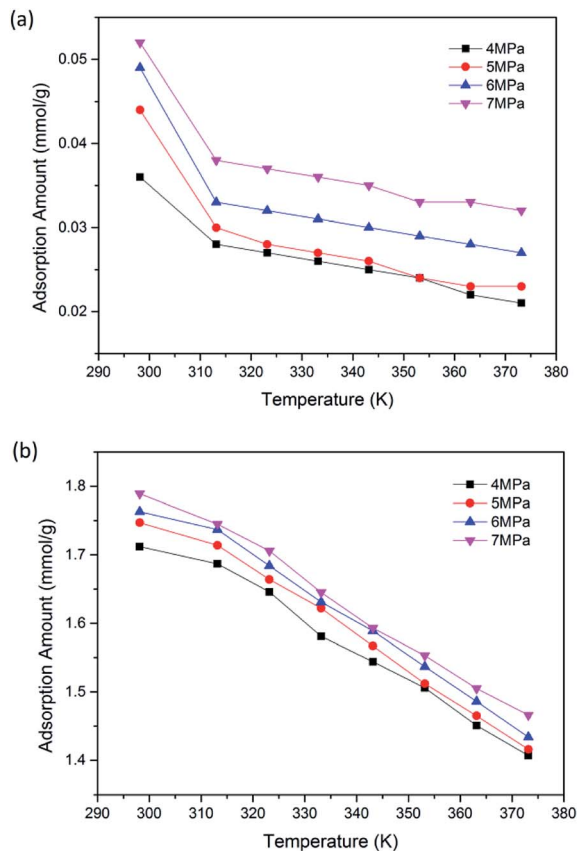 (a)
0.05
0.04
0.03
0.02
Adsorption Amount (mmol/g)
4MPa
5MPa
6MPa
7MPa
290 300 310 320 330 340 350 360 370 380
Temperature (K)
(b)
1.8
1.7
1.6
1.5
1.4
Adsorption Amount (mmol/g)
4MPa
5MPa
6MPa
7MPa
290 300 310 320 330 340 350 360 370 380
Temperature (K)